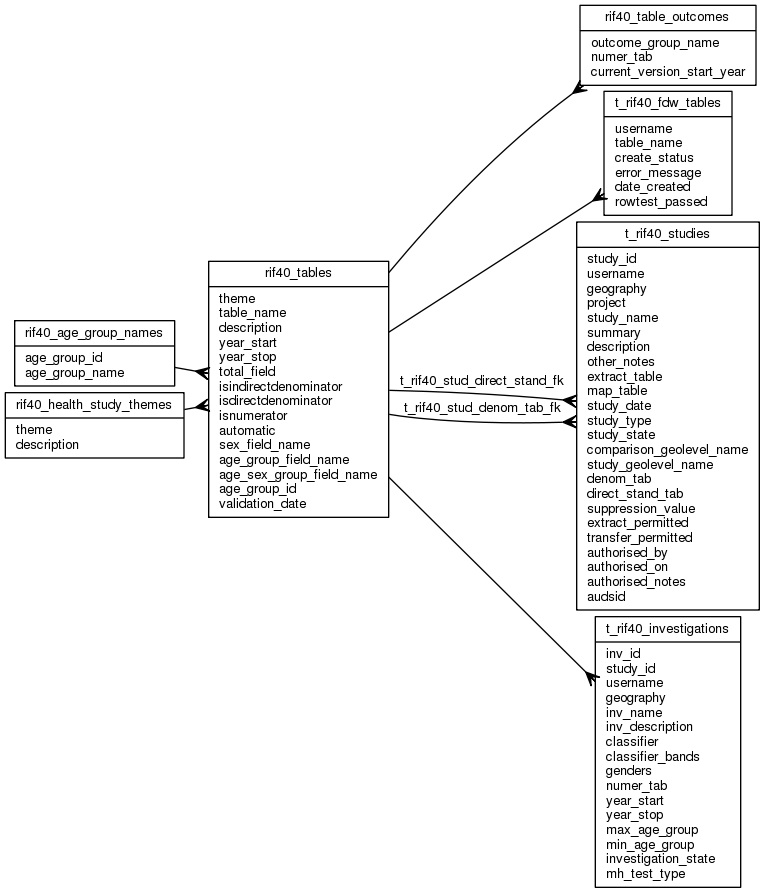 rif40_table_outcomes
outcome_group_name
numer_tab
current_version_start_year
t_rif40_fdw_tables
username
table_name
create_status
error_message
date_created
rowtest_passed
t_rif40_studies
study_id
username
geography
project
study_name
summary
description
other_notes
extract_table
map_table
study_date
study_type
study_state
comparison_geolevel_name
study_geolevel_name
denom_tab
direct_stand_tab
suppression_value
extract_permitted
transfer_permitted
authorised_by
authorised_on
authorised_notes
audsid
rif40_tables
theme
table_name
description
year_start
year_stop
total_field
isindirectdenominator
isdirectdenominator
isnumerator
automatic
sex_field_name
age_group_field_name
age_sex_group_field_name
age_group_id
validation_date
rif40_age_group_names
age_group_id
age_group_name
rif40_health_study_themes
theme
description
t_rif40_stud_direct_stand_fk
t_rif40_stud_denom_tab_fk
t_rif40_investigations
inv_id
study_id
username
geography
inv_name
inv_description
classifier
classifier_bands
genders
numer_tab
year_start
year_stop
max_age_group
min_age_group
investigation_state
mh_test_type